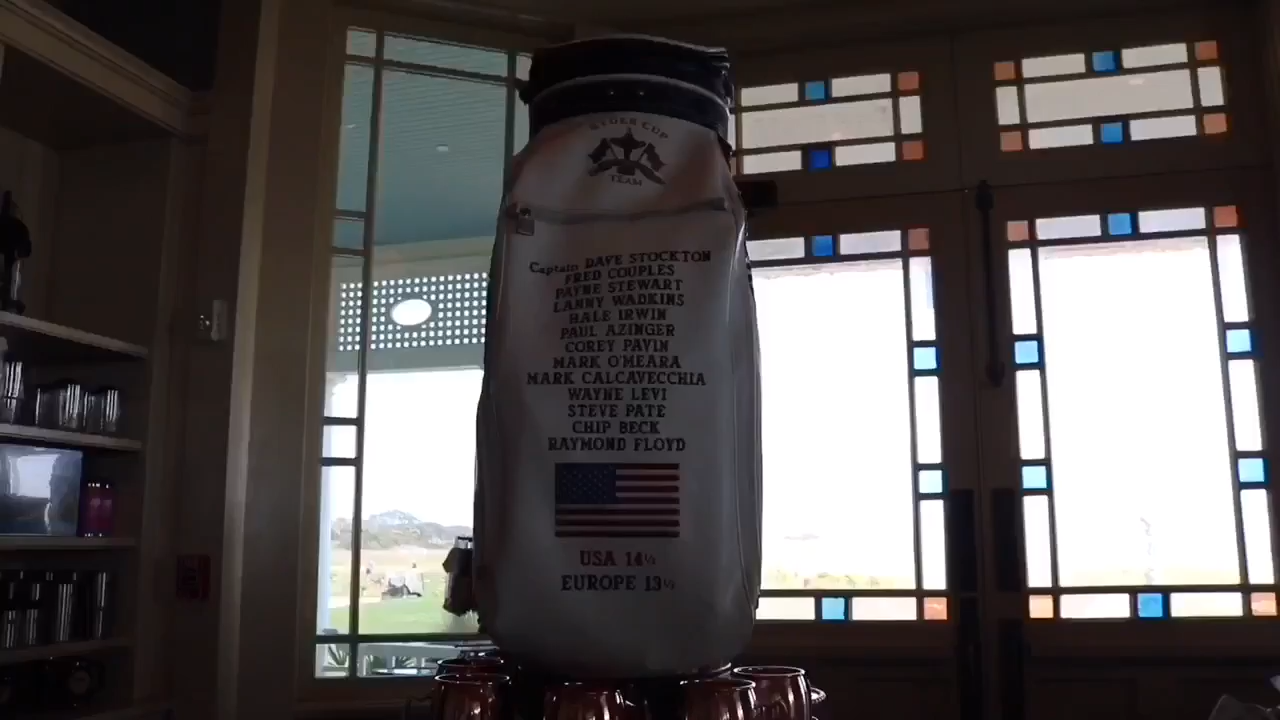 RYDER CUP
TEAM
Captain DAVE STOCKTON
FRED COUPLES
PAYNE STEWART
LANNY WADKINS
HALE IRWIN
PAUL AZINGER
COREY PAVIN
MARK O'MEARA
MARK CALCAVECCHIA
WAYNE LEVI
STEVE PATE
CHIP BECK
RAYMOND FLOYD
USA 14½
EUROPE 13½